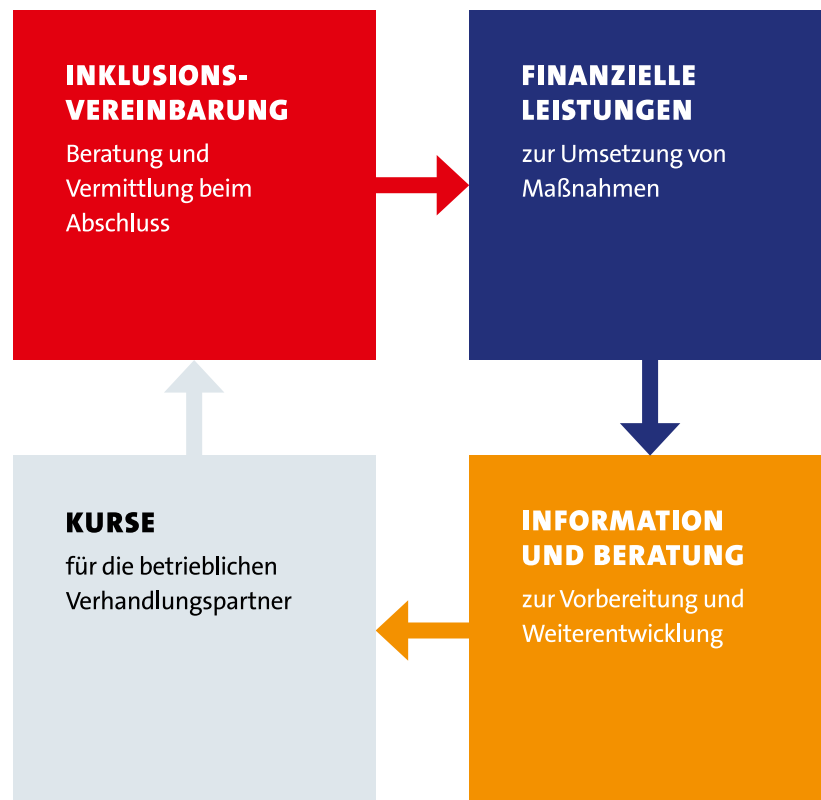 INKLUSIONS-
VEREINBARUNG
Beratung und
Vermittlung beim
Abschluss
FINANZIELLE
LEISTUNGEN
zur Umsetzung von
Maßnahmen
INFORMATION
UND BERATUNG
zur Vorbereitung und
Weiterentwicklung
KURSE
für die betrieblichen
Verhandlungspartner